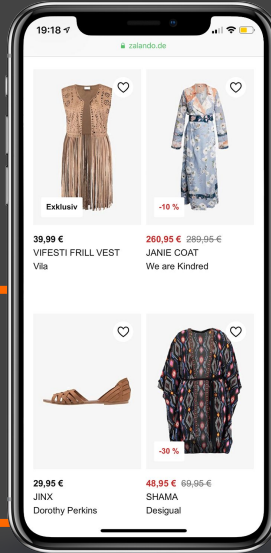 19:18
zalando.de
Exklusiv
-10 %
39,99 €
VIFESTI FRILL VEST
Vila
260,95 € 289,95 €
JANIE COAT
We are Kindred
-30 %
29,95 €
JINX
Dorothy Perkins
48,95 € 69,95 €
SHAMA
Desigual